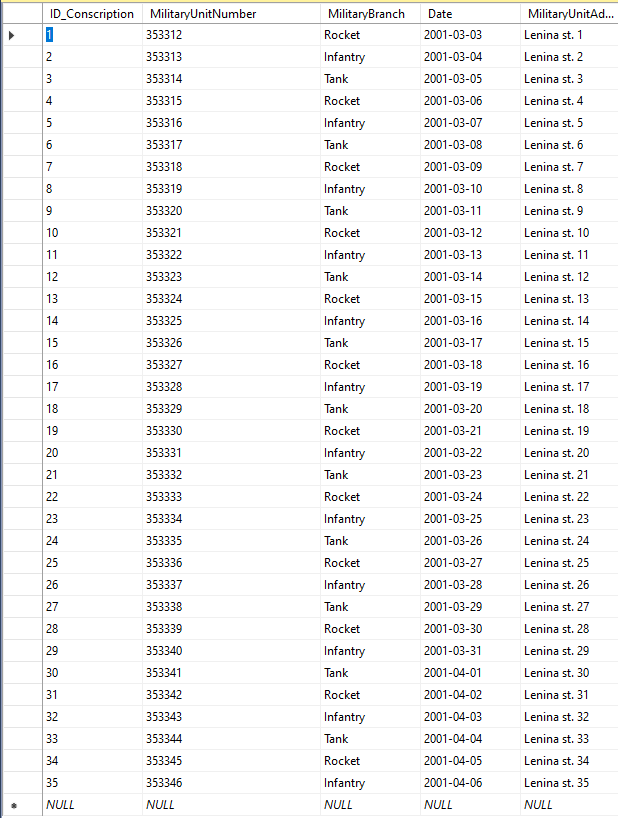 ID_Conscription MilitaryUnitNumber MilitaryBranch Date MilitaryUnitAd...
1 353312 Rocket 2001-03-03 Lenina st. 1
2 353313 Infantry 2001-03-04 Lenina st. 2
3 353314 Tank 2001-03-05 Lenina st. 3
4 353315 Rocket 2001-03-06 Lenina st. 4
5 353316 Infantry 2001-03-07 Lenina st. 5
6 353317 Tank 2001-03-08 Lenina st. 6
7 353318 Rocket 2001-03-09 Lenina st. 7
8 353319 Infantry 2001-03-10 Lenina st. 8
9 353320 Tank 2001-03-11 Lenina st. 9
10 353321 Rocket 2001-03-12 Lenina st. 10
11 353322 Infantry 2001-03-13 Lenina st. 11
12 353323 Tank 2001-03-14 Lenina st. 12
13 353324 Rocket 2001-03-15 Lenina st. 13
14 353325 Infantry 2001-03-16 Lenina st. 14
15 353326 Tank 2001-03-17 Lenina st. 15
16 353327 Rocket 2001-03-18 Lenina st. 16
17 353328 Infantry 2001-03-19 Lenina st. 17
18 353329 Tank 2001-03-20 Lenina st. 18
19 353330 Rocket 2001-03-21 Lenina st. 19
20 353331 Infantry 2001-03-22 Lenina st. 20
21 353332 Tank 2001-03-23 Lenina st. 21
22 353333 Rocket 2001-03-24 Lenina st. 22
23 353334 Infantry 2001-03-25 Lenina st. 23
24 353335 Tank 2001-03-26 Lenina st. 24
25 353336 Rocket 2001-03-27 Lenina st. 25
26 353337 Infantry 2001-03-28 Lenina st. 26
27 353338 Tank 2001-03-29 Lenina st. 27
28 353339 Rocket 2001-03-30 Lenina st. 28
29 353340 Infantry 2001-03-31 Lenina st. 29
30 353341 Tank 2001-04-01 Lenina st. 30
31 353342 Rocket 2001-04-02 Lenina st. 31
32 353343 Infantry 2001-04-03 Lenina st. 32
33 353344 Tank 2001-04-04 Lenina st. 33
34 353345 Rocket 2001-04-05 Lenina st. 34
35 353346 Infantry 2001-04-06 Lenina st. 35
NULL NULL NULL NULL NULL